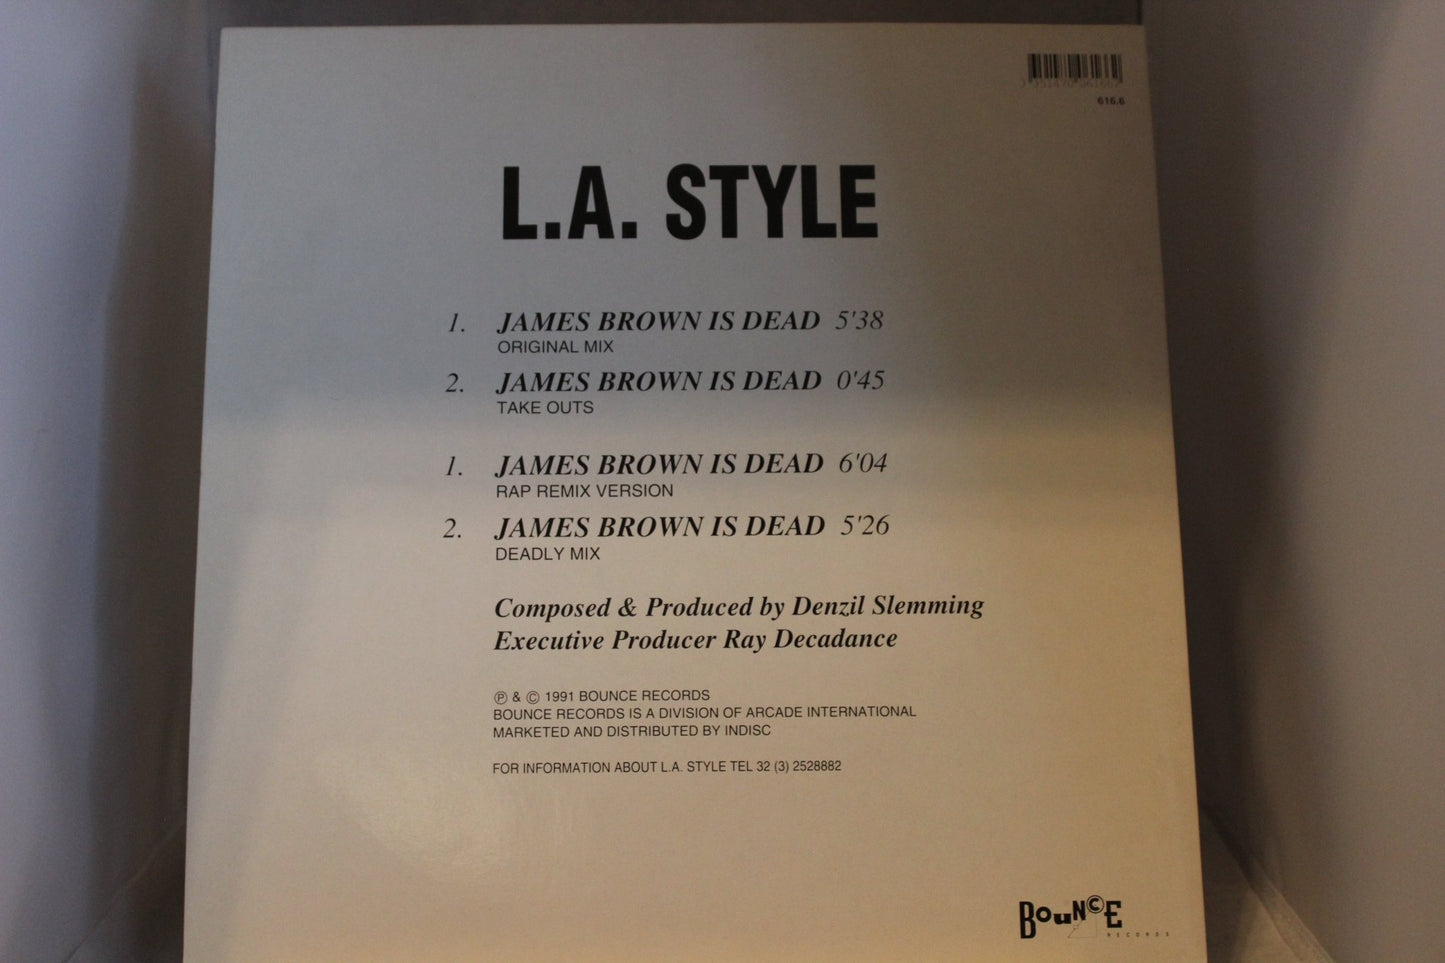 616.6
L.A. STYLE
1. JAMES BROWN IS DEAD 5'38
ORIGINAL MIX
2. JAMES BROWN IS DEAD 0'45
TAKE OUTS
1. JAMES BROWN IS DEAD 6'04
RAP REMIX VERSION
2. JAMES BROWN IS DEAD 5'26
DEADLY MIX
Composed & Produced by Denzil Slemming
Executive Producer Ray Decadance
Ⓟ & © 1991 BOUNCE RECORDS
BOUNCE RECORDS IS A DIVISION OF ARCADE INTERNATIONAL
MARKETED AND DISTRIBUTED BY INDISC
FOR INFORMATION ABOUT L.A. STYLE TEL 32 (3) 2528882
BOUNCE
RECORDS